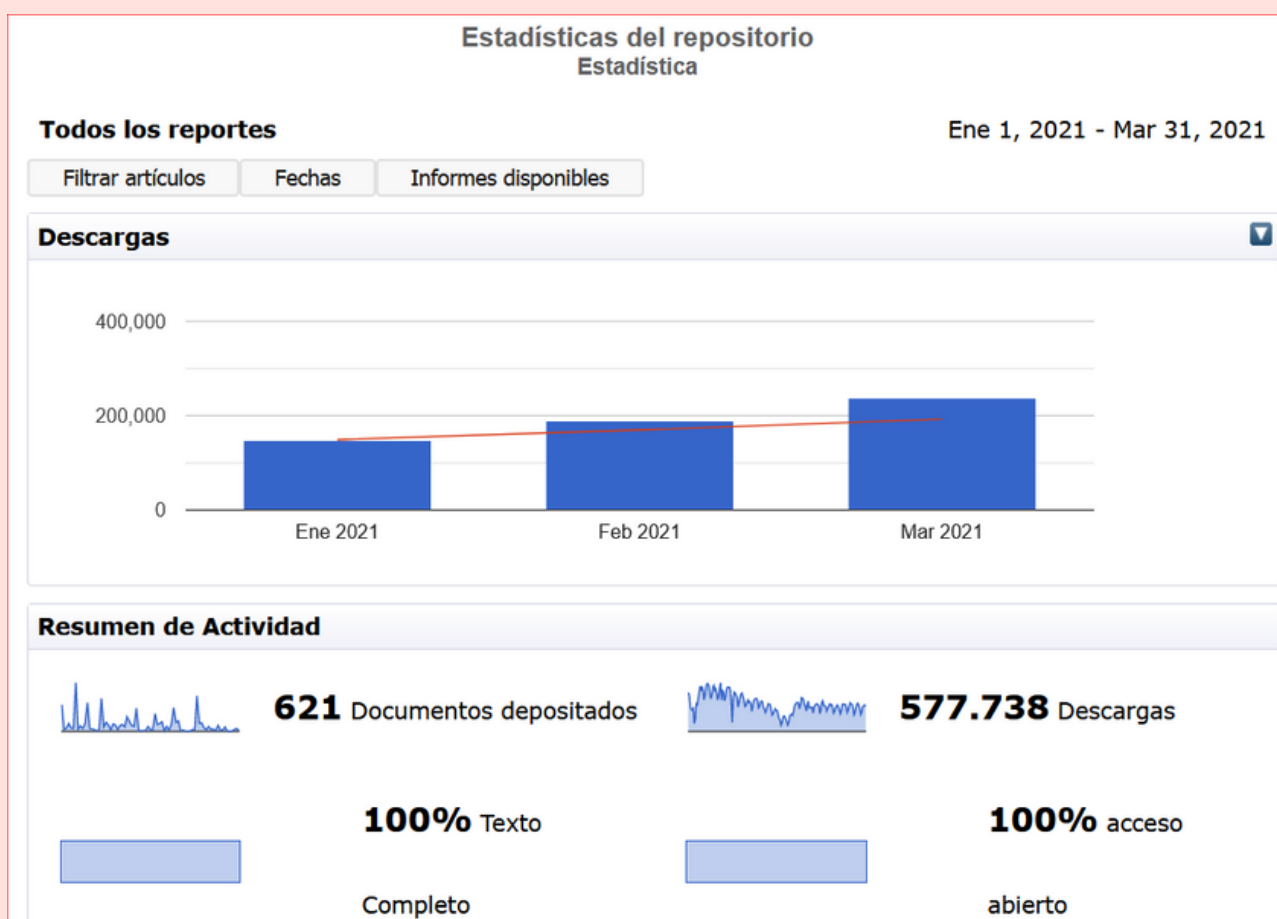 Estadísticas del repositorio
Estadística
Todos los reportes
Ene 1, 2021 - Mar 31, 2021
Filtrar artículos
Fechas
Informes disponibles
Descargas
400,000
200,000
0
Ene 2021
Feb 2021
Mar 2021
Resumen de Actividad
621 Documentos depositados
577.738 Descargas
100% Texto
Completo
100% acceso
abierto